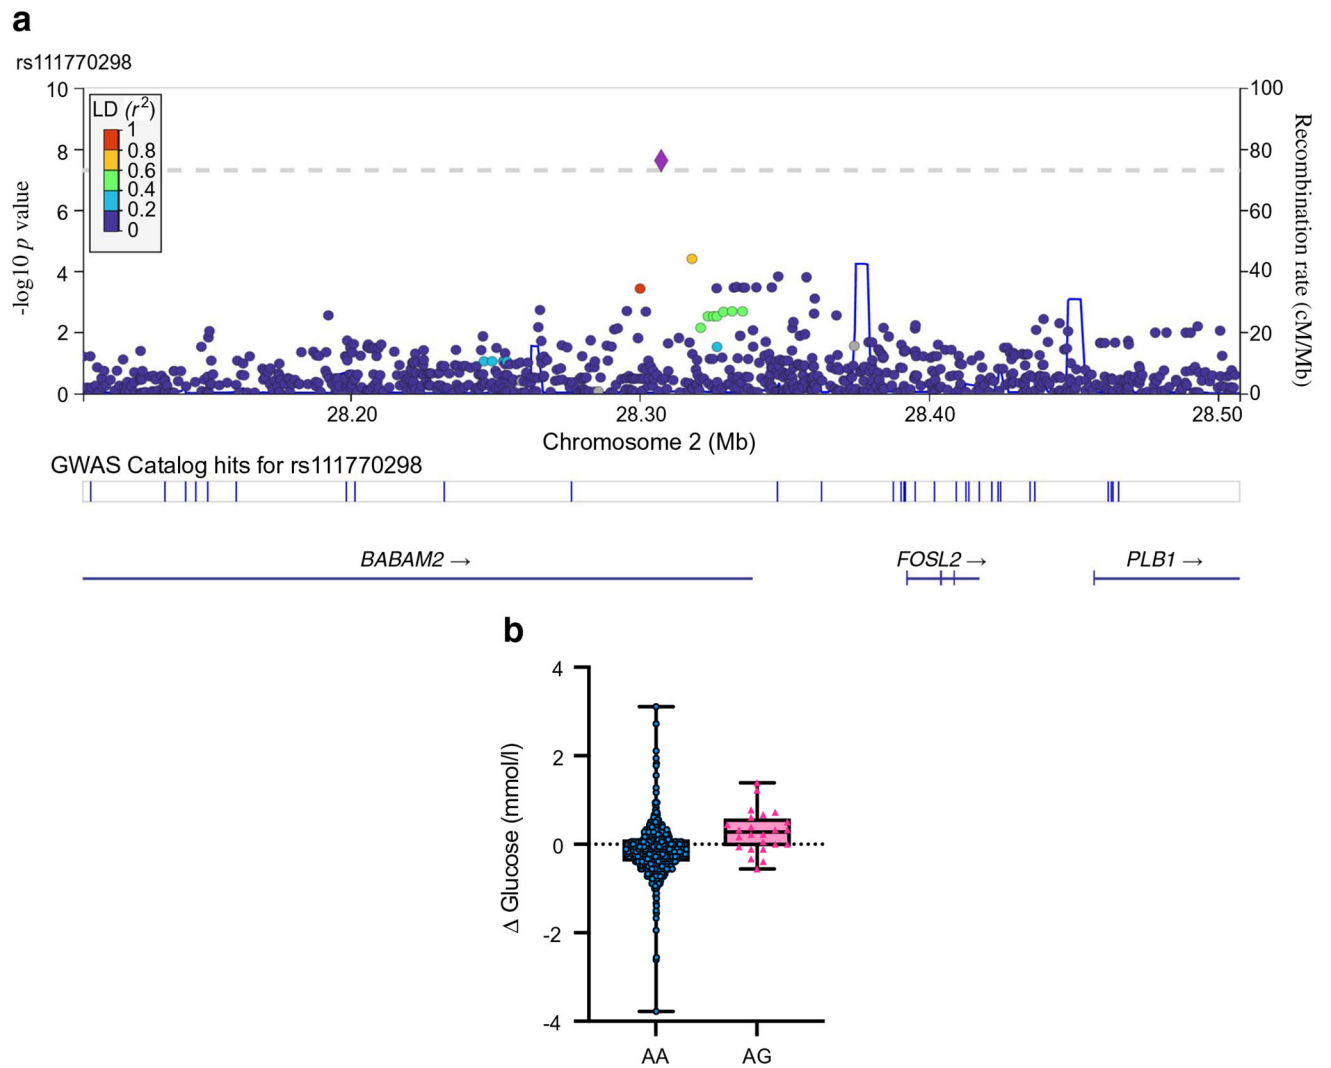 a
rs111770298
10
8
6
4
2
0
-log10 p value
LD (r²)
1
0.8
0.6
0.4
0.2
0
100
80
60
40
20
0
Recombination rate (cM/Mb)
28.20 28.30 28.40 28.50
Chromosome 2 (Mb)
GWAS Catalog hits for rs111770298
BABAM2 → FOSL2 → PLB1 →
b
4
2
0
-2
-4
Δ Glucose (mmol/l)
AA AG